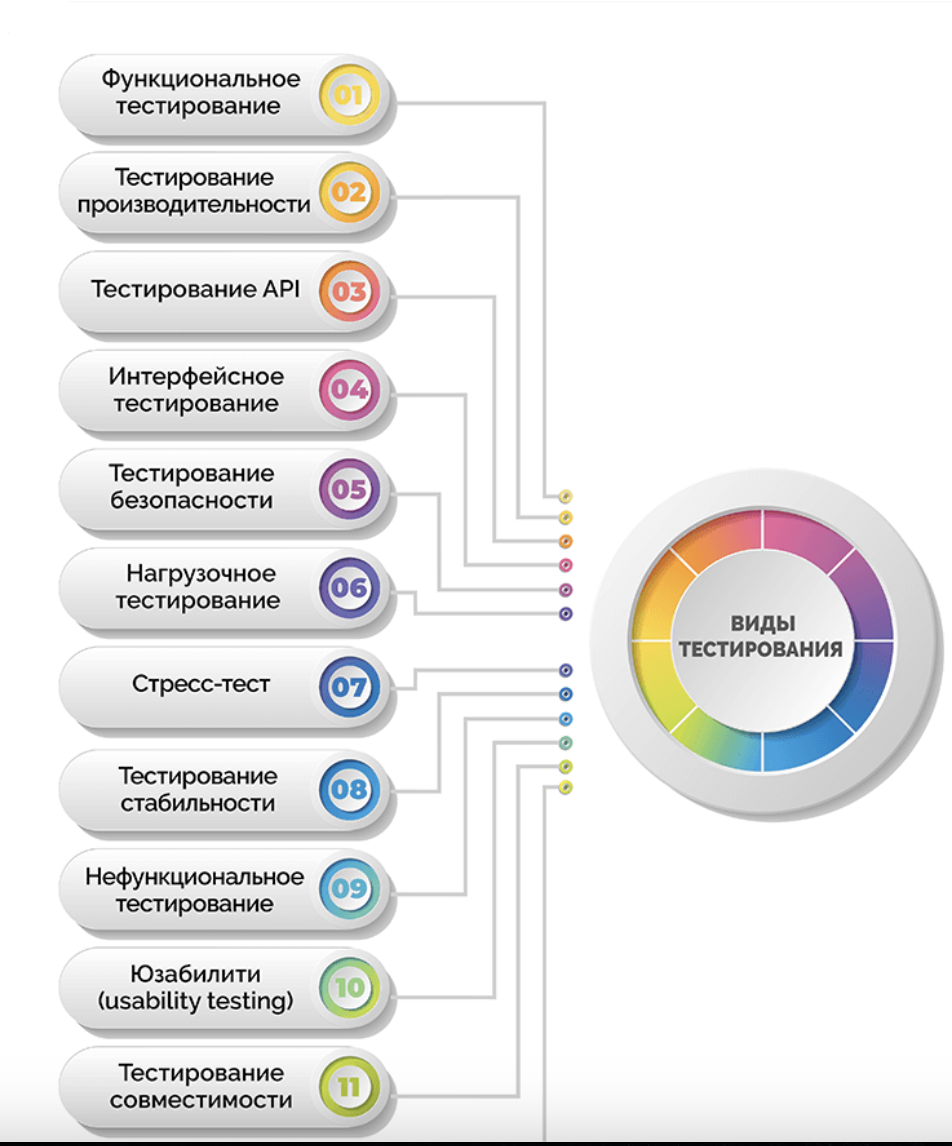 Функциональное
тестирование
01
Тестирование
производительности
02
Тестирование API
03
Интерфейсное
тестирование
04
Тестирование
безопасности
05
Нагрузочное
тестирование
06
Стресс-тест
07
Тестирование
стабильности
08
Нефункциональное
тестирование
09
Юзабилити
(usability testing)
10
Тестирование
совместимости
11
ВИДЫ
ТЕСТИРОВАНИЯ